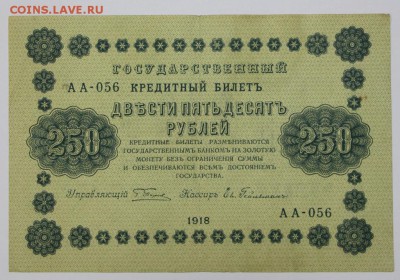 COINS.LAVE.RU
ГОСУДАРСТВЕННЫЙ
АА-056 КРЕДИТНЫЙ БИЛЕТЪ
ДВѢСТИ ПЯТЬДЕСЯТЪ
РУБЛЕЙ
250 250
КРЕДИТНЫЕ БИЛЕТЫ РАЗМѢНИВАЮТСЯ
ГОСУДАРСТВЕННЫМЪ БАНКОМЪ НА ЗОЛОТУЮ
МОНЕТУ БЕЗЪ ОГРАНИЧЕНІЯ СУММЫ
И ОБЕЗПЕЧИВАЮТСЯ ВСѢМЪ ДОСТОЯНІЕМЪ
ГОСУДАРСТВА.
Управляющій Кассиръ
1918
АА-056